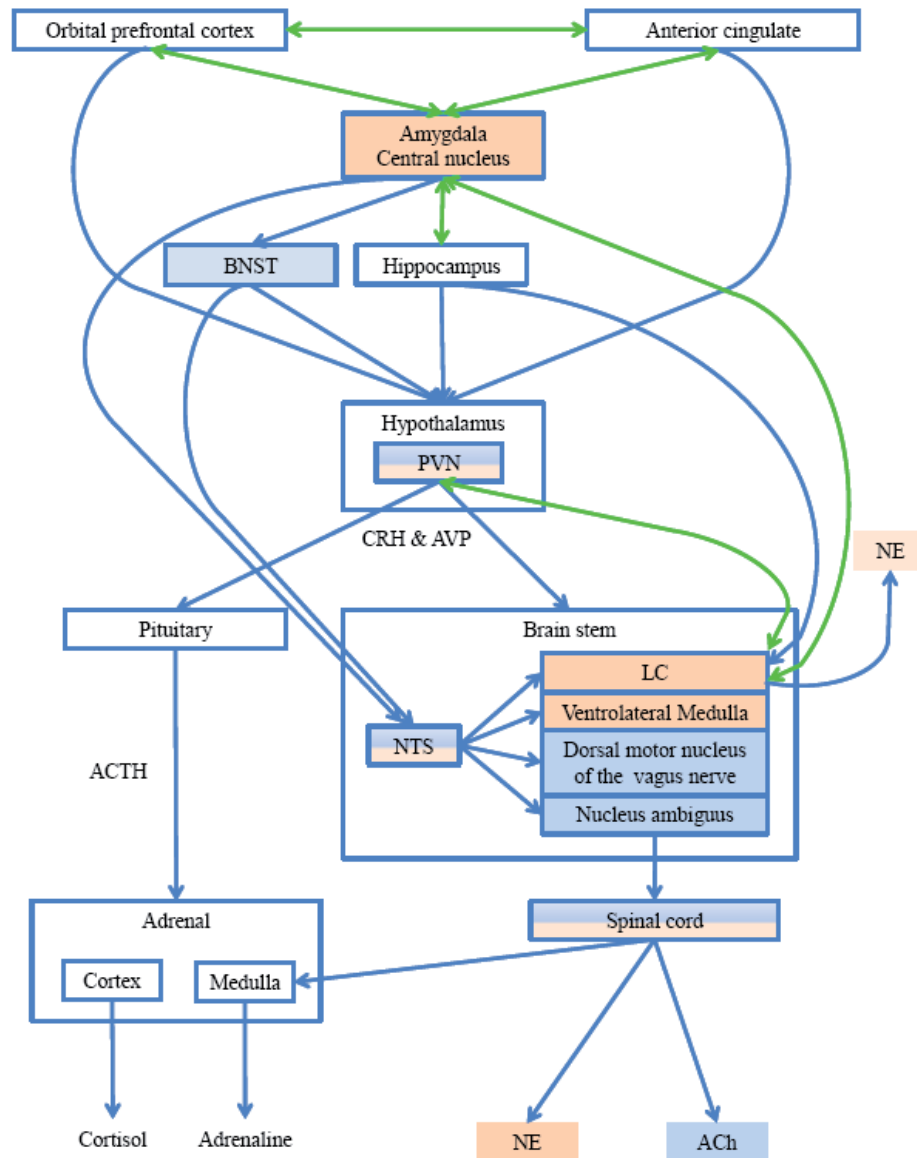 Orbital prefrontal cortex
Anterior cingulate
Amygdala
Central nucleus
BNST
Hippocampus
Hypothalamus
PVN
CRH & AVP
NE
Pituitary
Brain stem
LC
Ventrolateral Medulla
NTS
Dorsal motor nucleus
of the vagus nerve
Nucleus ambiguus
ACTH
Adrenal
Spinal cord
Cortex
Medulla
Cortisol
Adrenaline
NE
ACh